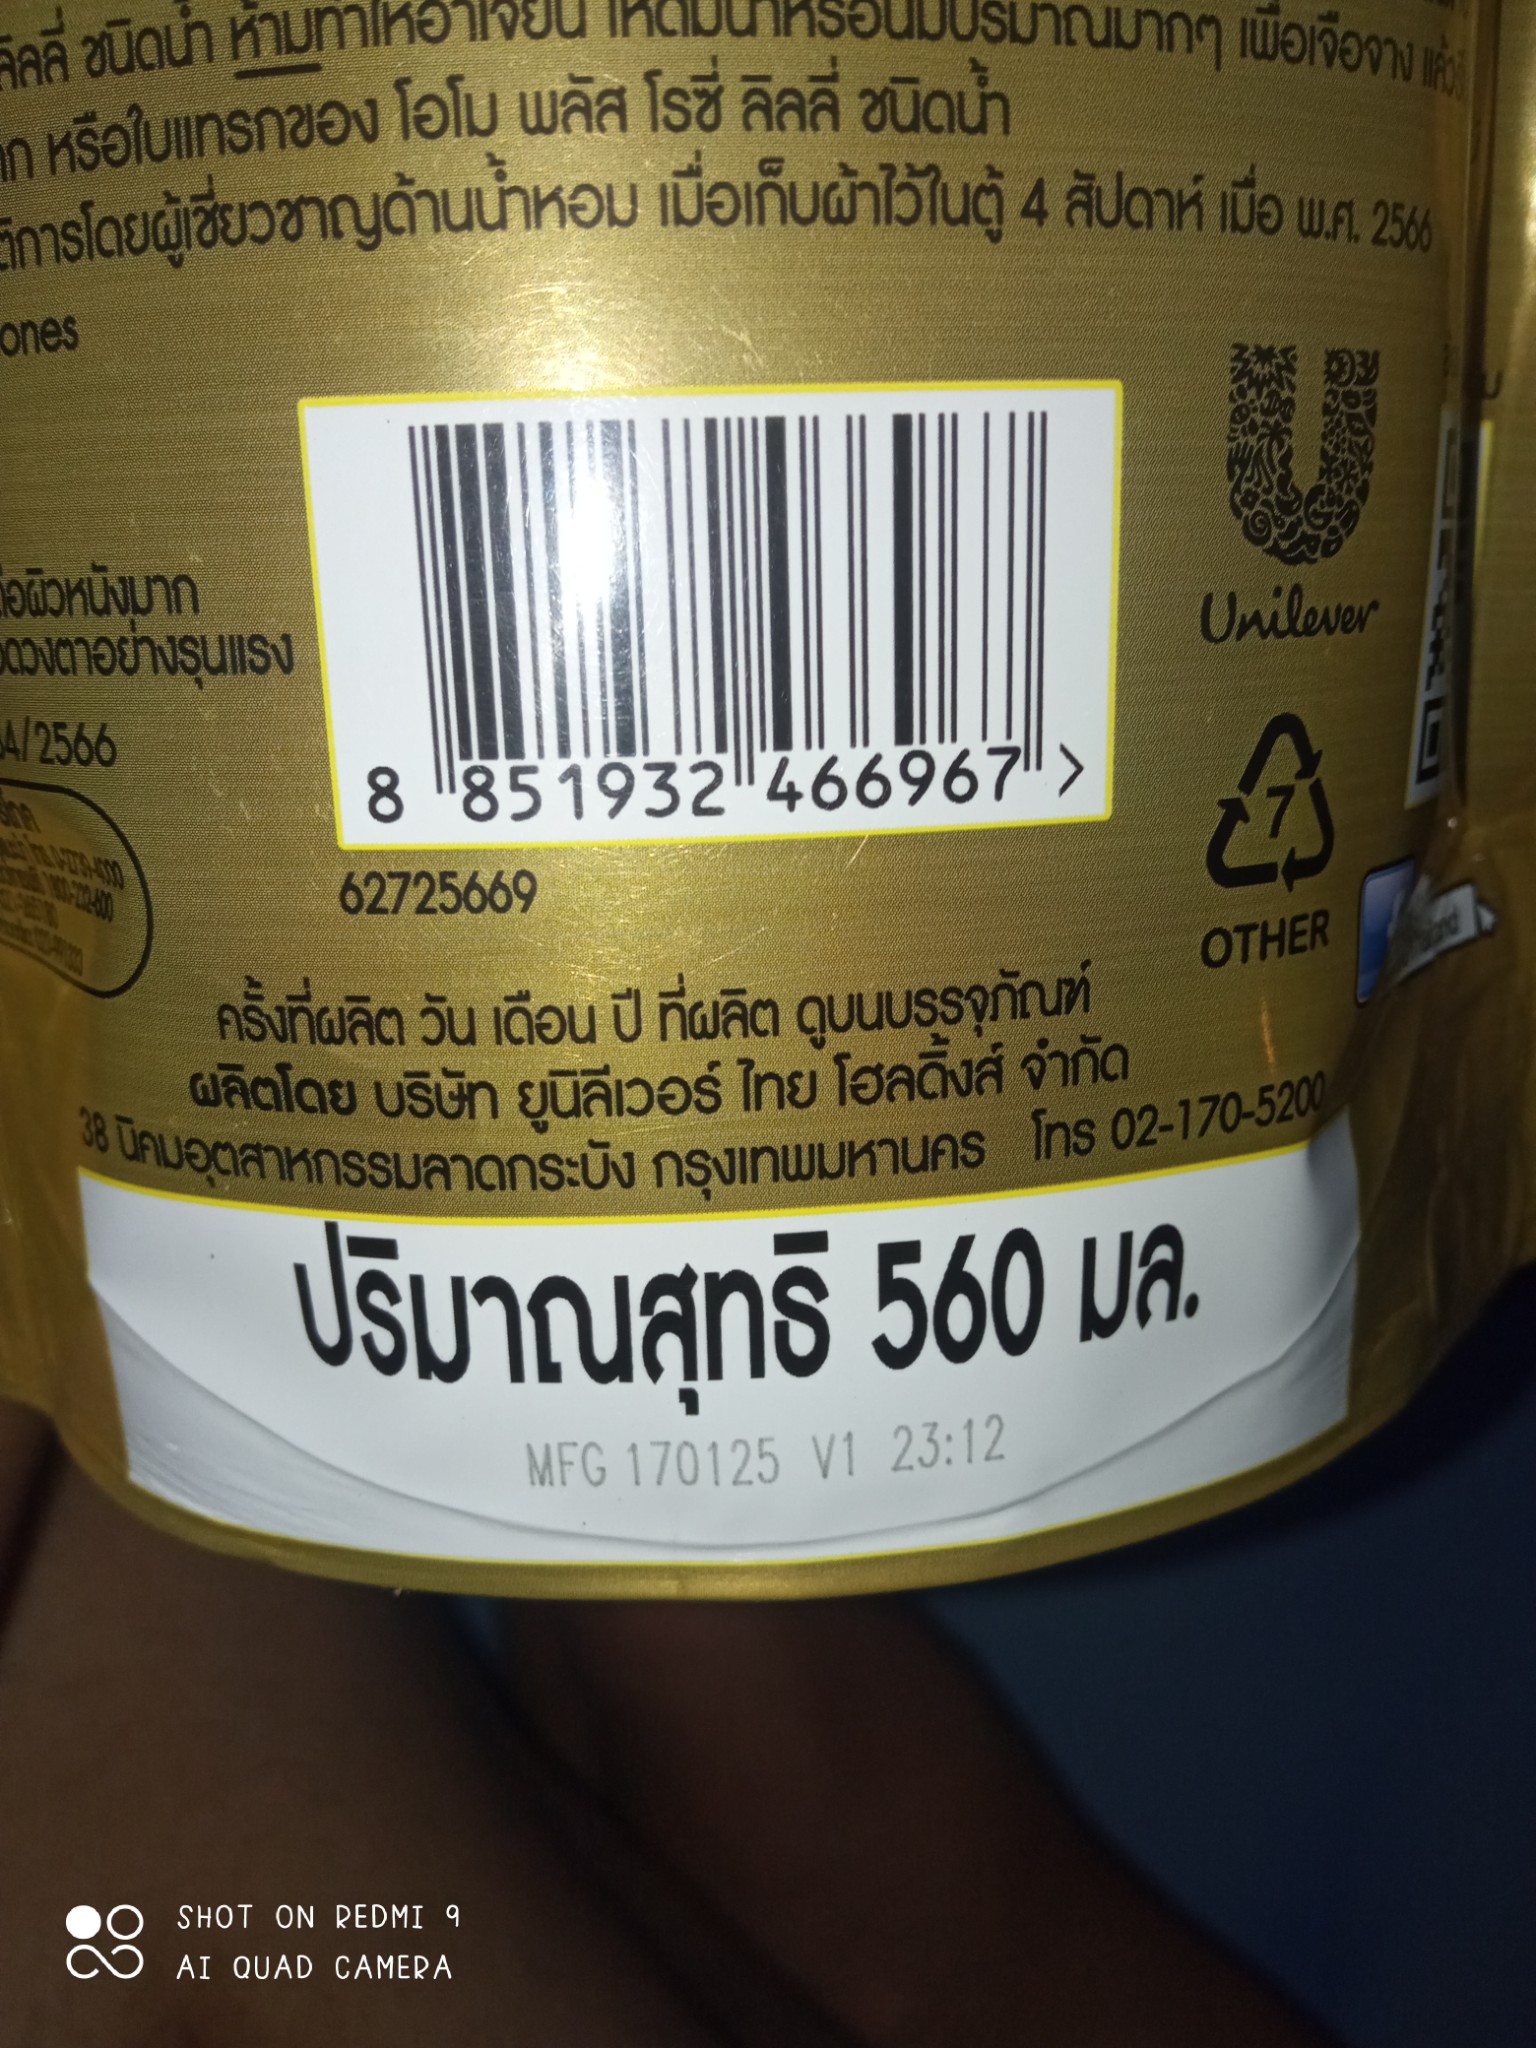 ลิลลี่ ชนิดน้ำ ห้ามทำให้อาเจียน ให้ดื่มน้ำหรือนมปริมาณมากๆ เพื่อเจือจาง
หรือใบแทรกของ โอโม พลัส โรซี่ ลิลลี่ ชนิดน้ำ
โดยผู้เชี่ยวชาญด้านน้ำหอม เมื่อเก็บผ้าไว้ในตู้ 4 สัปดาห์ เมื่อ พ.ศ. 2566
ผิวหนังมาก
ดวงตาอย่างรุนแรง
/2566
Unilever
8 851932 466967 >
62725669
7
OTHER
ครั้งที่ผลิต วัน เดือน ปี ที่ผลิต ดูบนบรรจุภัณฑ์
ผลิตโดย บริษัท ยูนิลีเวอร์ ไทย โฮลดิ้งส์ จำกัด
38 นิคมอุตสาหกรรมลาดกระบัง กรุงเทพมหานคร โทร 02-170-5200
ปริมาณสุทธิ 560 มล.
MFG 170125 V1 23:12
SHOT ON REDMI 9
AI QUAD CAMERA